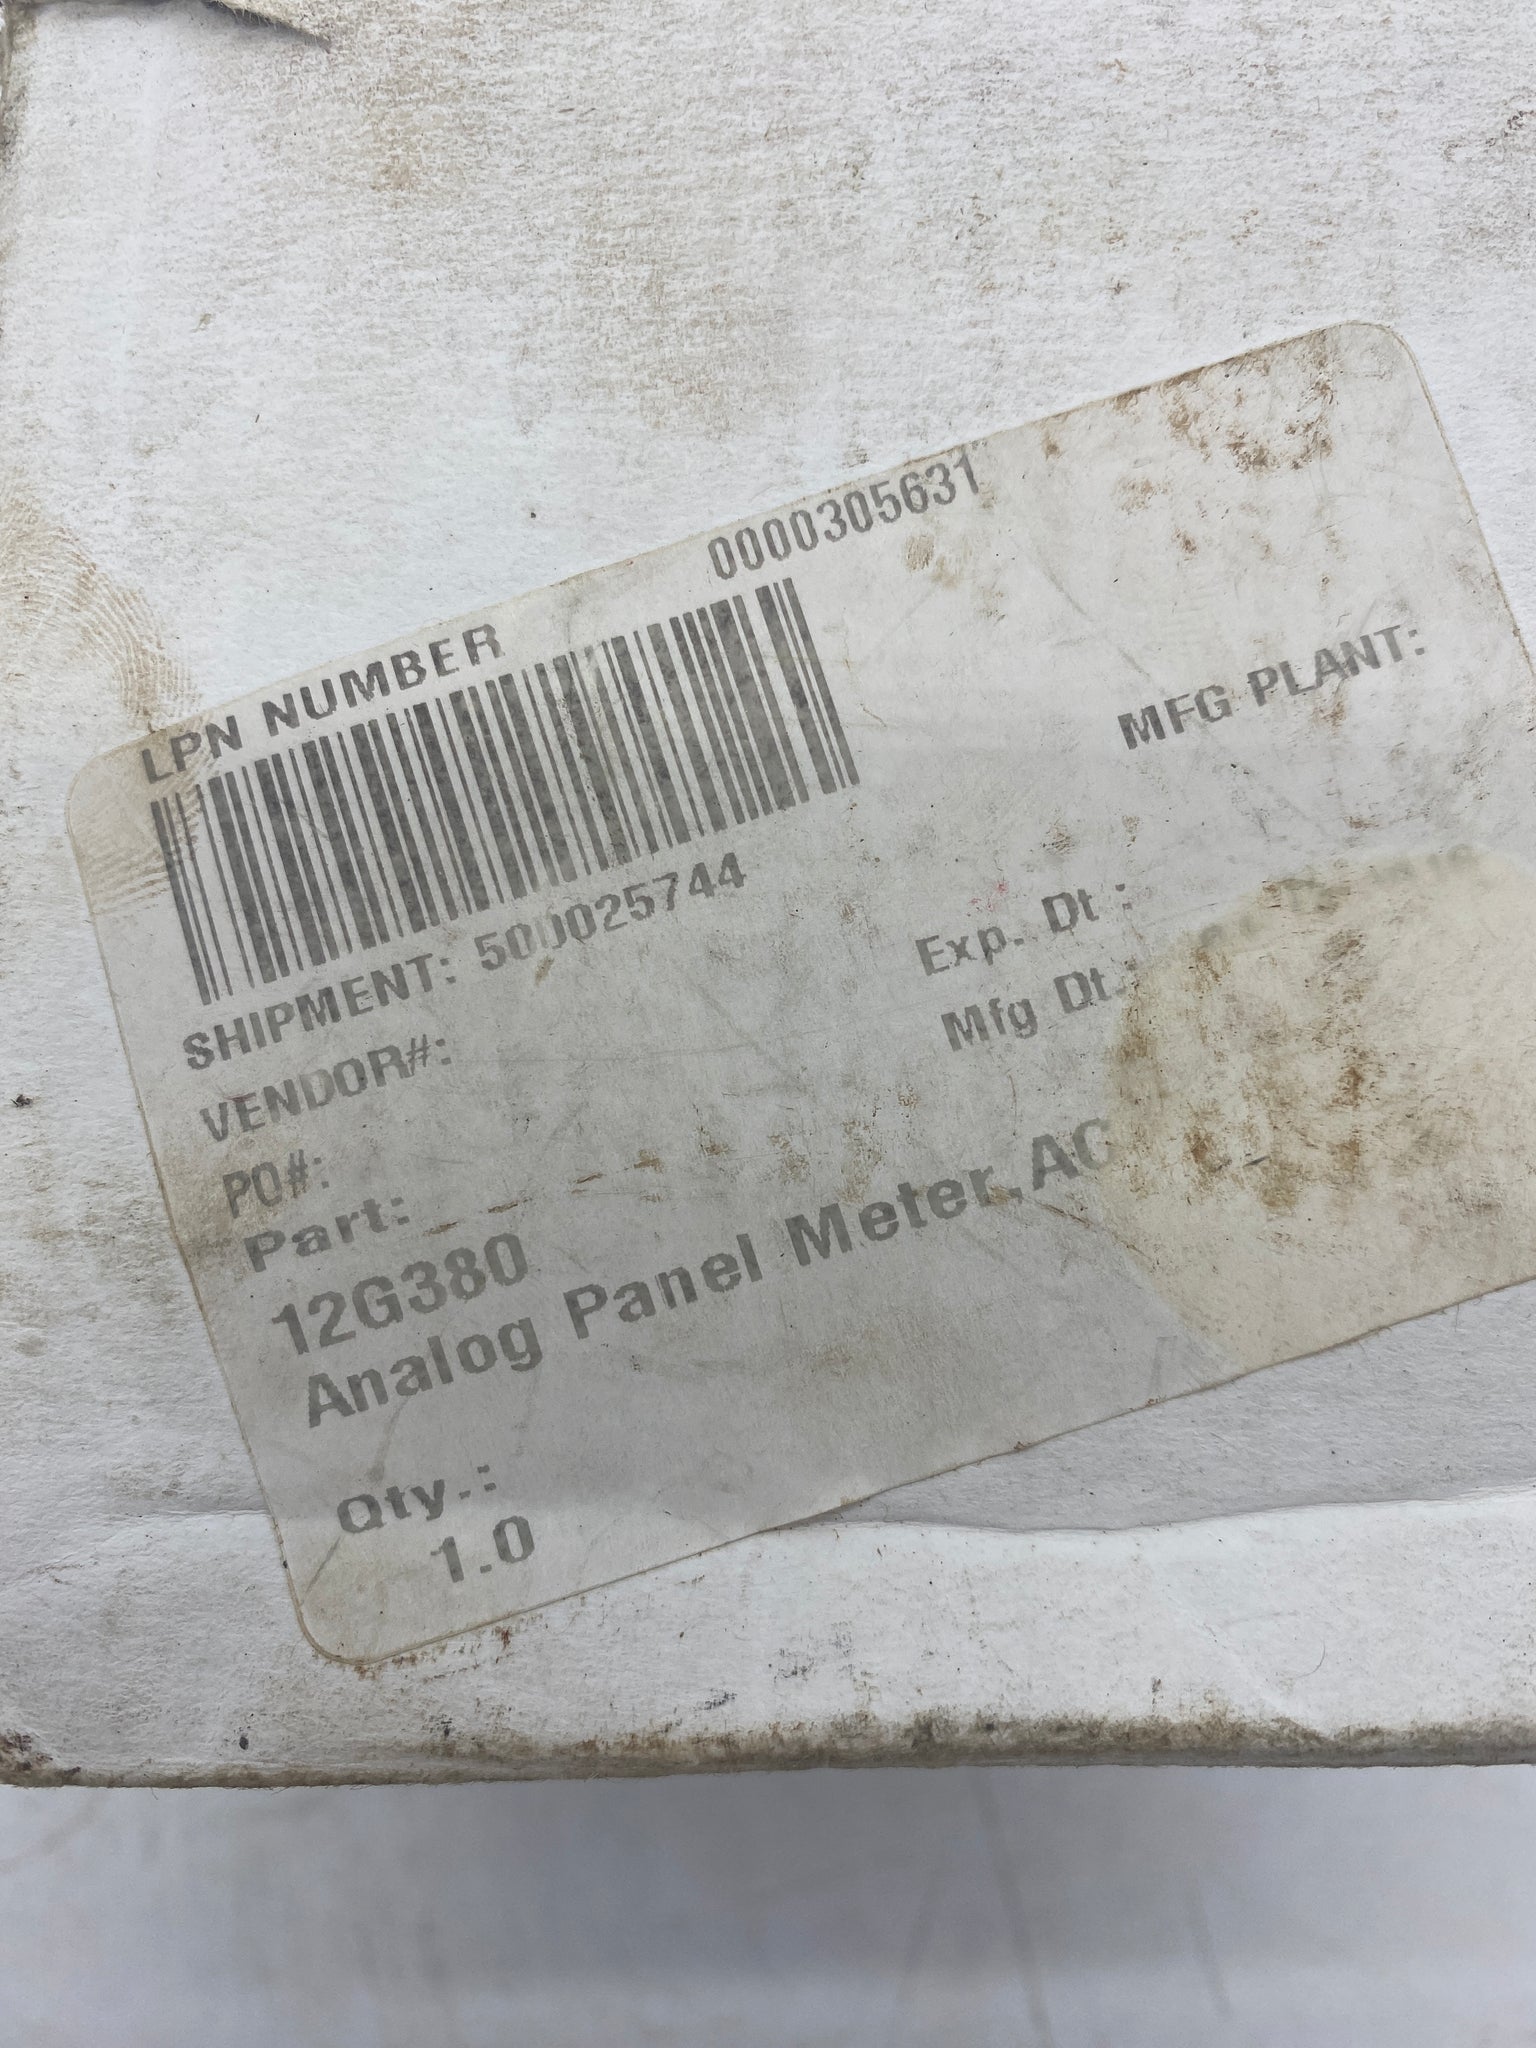 0000305631
LPN NUMBER
MFG PLANT:
SHIPMENT: 5000025744
Exp. Dt :
VENDOR#:
Mfg Dt.:
PO#:
Part:
12G380
Analog Panel Meter,AC
Qty.:
1.0